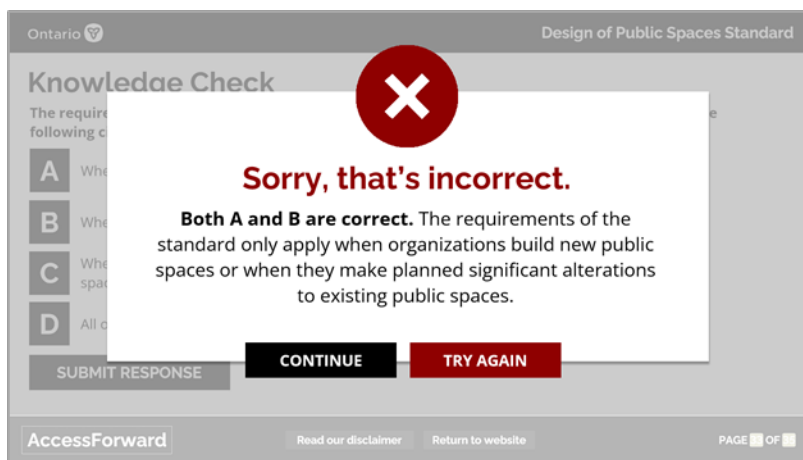 Ontario
Design of Public Spaces Standard
Knowledge Check
The require
e
following c
A Whe
B Whe
C Whe
spac
D All o
Sorry, that's incorrect.
Both A and B are correct. The requirements of the
standard only apply when organizations build new public
spaces or when they make planned significant alterations
to existing public spaces.
CONTINUE TRY AGAIN
SUBMIT RESPONSE
AccessForward Read our disclaimer Return to website PAGE 33 OF 35